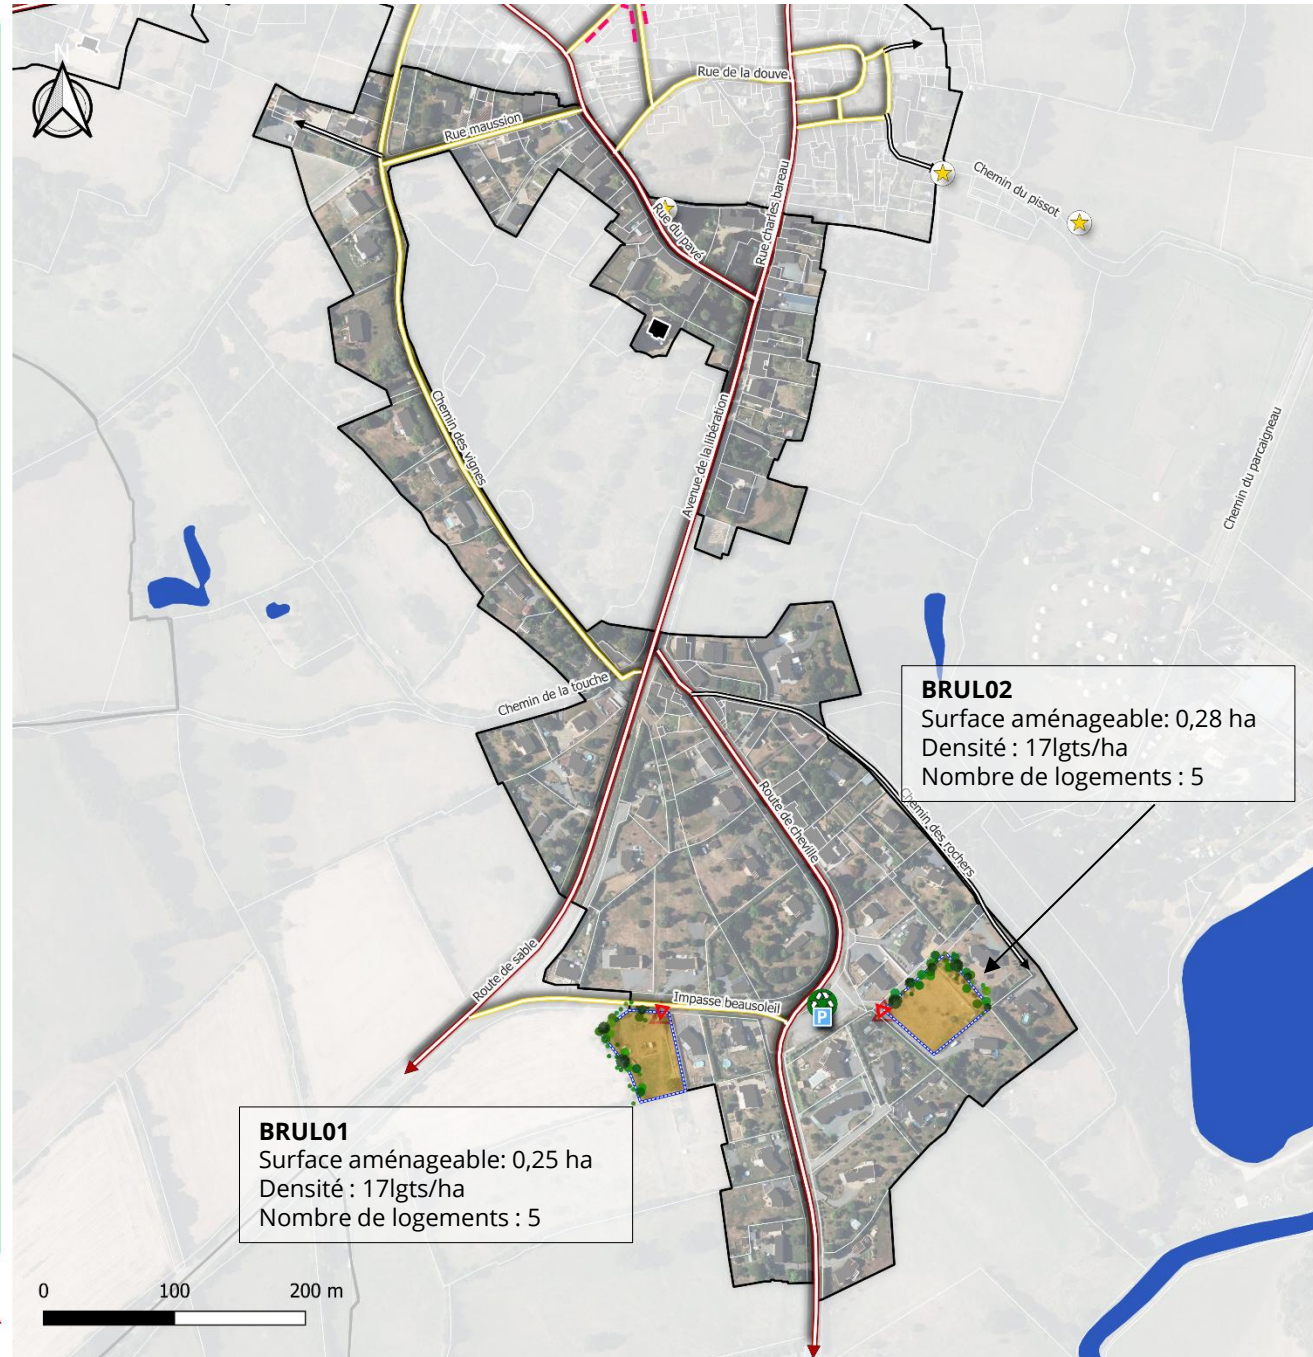 N
Rue de la douve
Rue maussion
Chemin du pissot
Rue du pavé
Rue charles bareau
Chemin des vignes
Avenue de la libération
Chemin du parcaigneau
Chemin de la touche
BRUL02
Surface aménageable: 0,28 ha
Densité : 17lgts/ha
Nombre de logements : 5
Route de cheville
Chemin des rochers
Route de sable
Impasse beausoleil
P
BRUL01
Surface aménageable: 0,25 ha
Densité : 17lgts/ha
Nombre de logements : 5
0 100 200 m